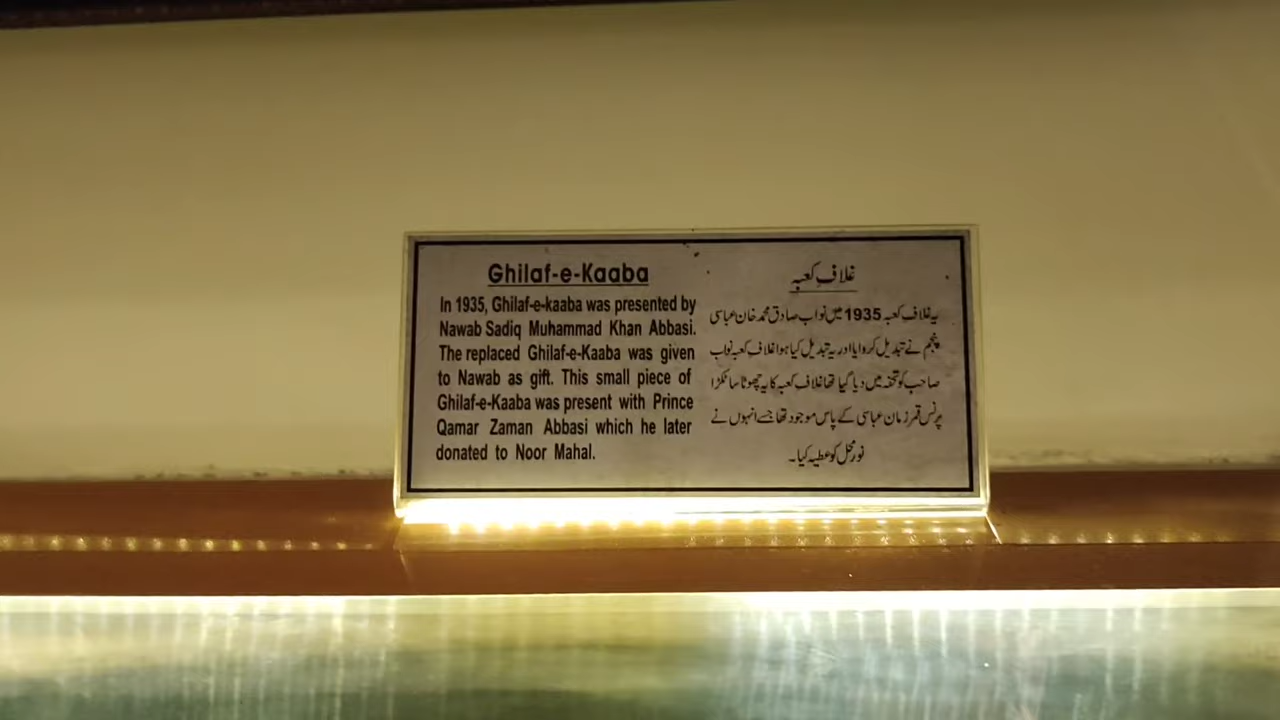 Ghilaf-e-Kaaba
In 1935, Ghilaf-e-kaaba was presented by
Nawab Sadiq Muhammad Khan Abbasi.
The replaced Ghilaf-e-Kaaba was given
to Nawab as gift. This small piece of
Ghilaf-e-Kaaba was present with Prince
Qamar Zaman Abbasi which he later
donated to Noor Mahal.
غلافِ کعبہ
یہ غلافِ کعبہ 1935 میں نواب صادق محمد خان عباسی
پنجم نے تبدیل کروایا اور یہ تبدیل کیا ہوا غلاف کعبہ نواب
صاحب کو تحفہ میں دیا گیا تھا غلاف کعبہ کا یہ چھوٹا سا ٹکڑا
پرنس قمر زمان عباسی کے پاس موجود تھا جسے انہوں نے
نور محل کو عطیہ کیا۔